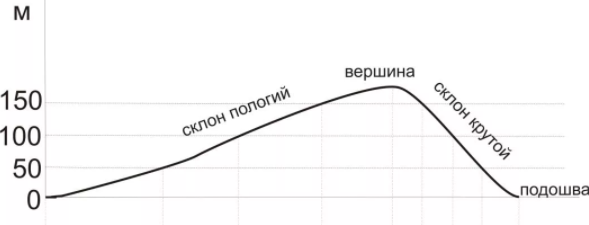 м
вершина
склон пологий
склон крутой
150
100
50
0
подошва